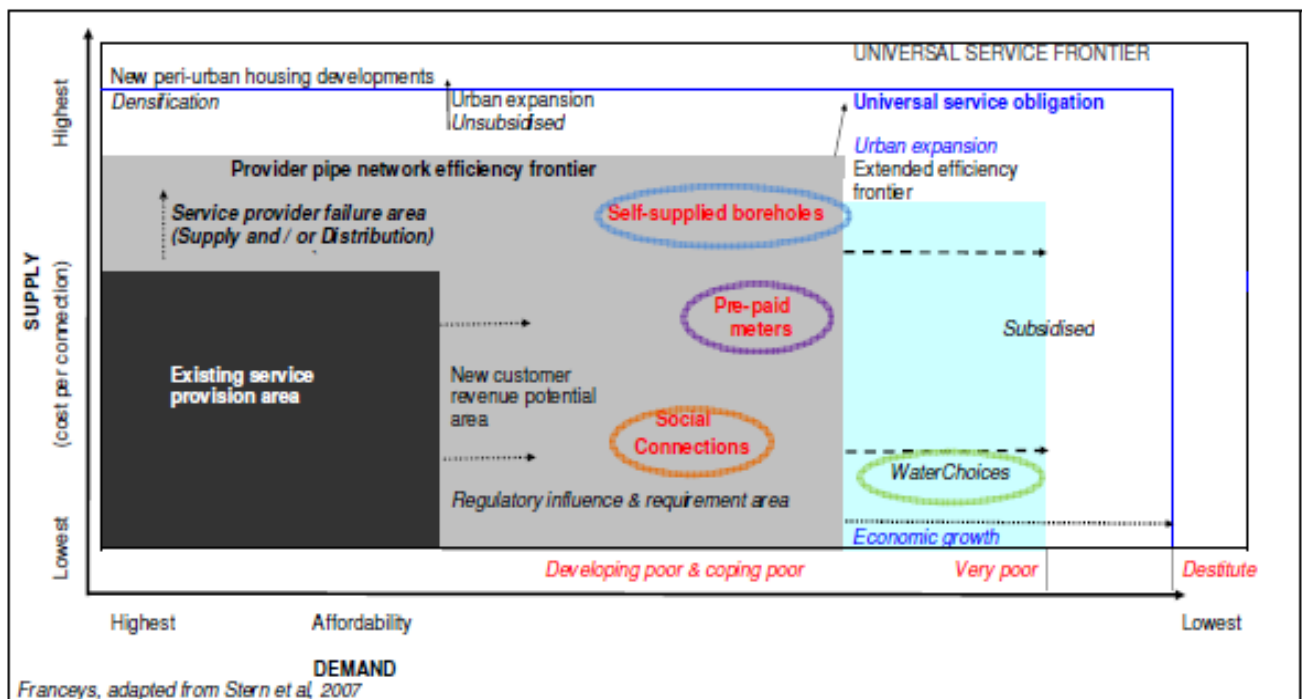 UNIVERSAL SERVICE FRONTIER
New peri-urban housing developments
Densification
Urban expansion
Unsubsidised
Universal service obligation
Urban expansion
Extended efficiency
frontier
Provider pipe network efficiency frontier
Service provider failure area
(Supply and / or Distribution)
Self-supplied boreholes
Pre-paid
meters
Subsidised
Existing service
provision area
New customer
revenue potential
area
Social
Connections
WaterChoices
Regulatory influence & requirement area
Economic growth
Developing poor & coping poor
Very poor
Destitute
Highest
SUPPLY
(cost per connection)
Lowest
Highest
Affordability
Lowest
DEMAND
Franceys, adapted from Stern et al, 2007